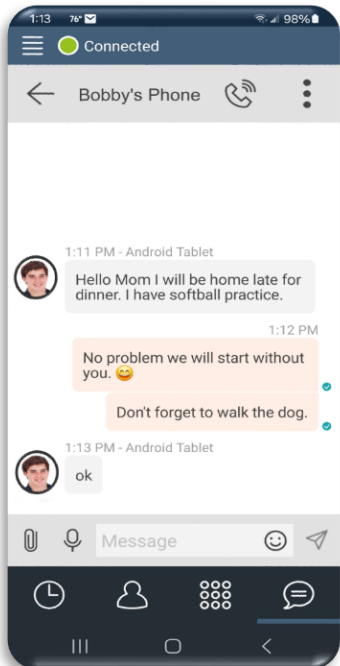 1:13 76° 98%
Connected
Bobby's Phone
1:11 PM - Android Tablet
Hello Mom I will be home late for
dinner. I have softball practice.
1:12 PM
No problem we will start without
you. 😄
Don't forget to walk the dog.
1:13 PM - Android Tablet
ok
Message